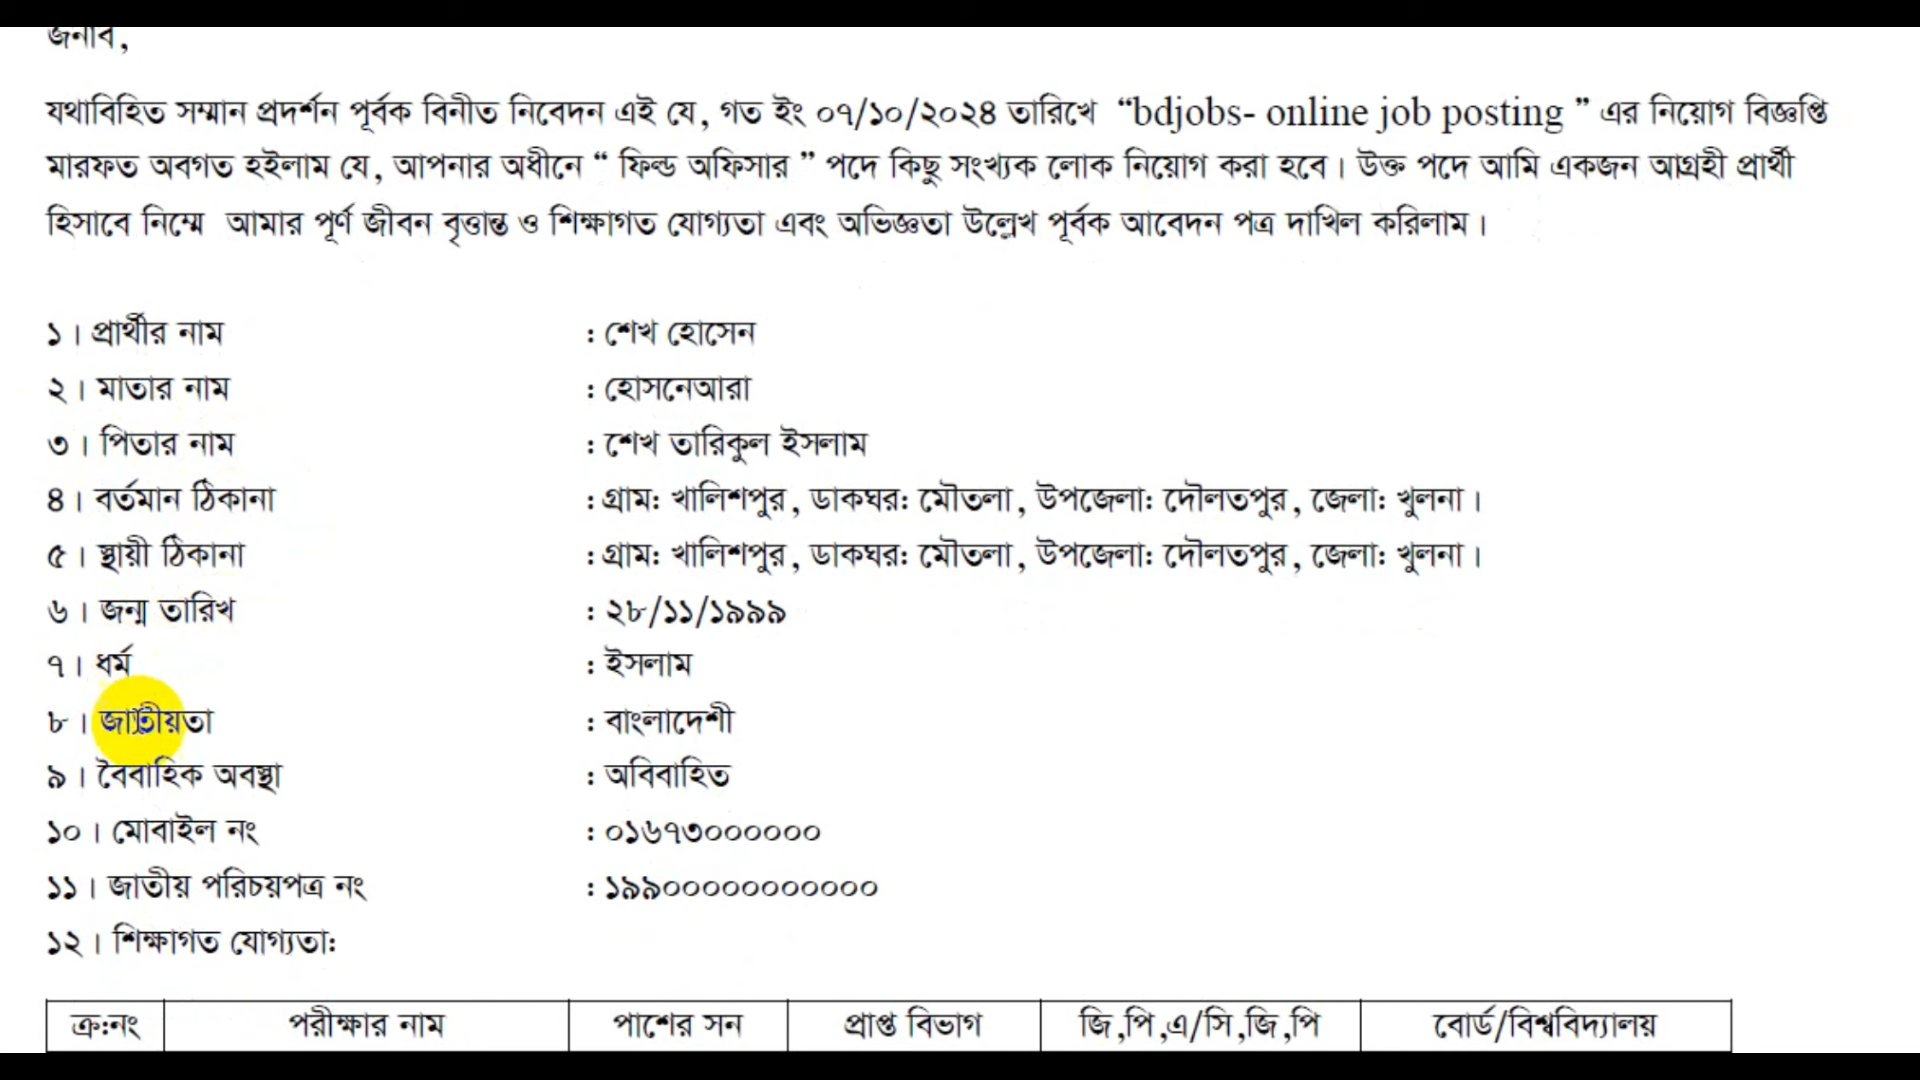 জনাব,
যথাবিহিত সম্মান প্রদর্শন পূর্বক বিনীত নিবেদন এই যে, গত ইং ০৭/১০/২০২৪ তারিখে “bdjobs- online job posting ” এর নিয়োগ বিজ্ঞপ্তি
মারফত অবগত হইলাম যে, আপনার অধীনে “ ফিল্ড অফিসার ” পদে কিছু সংখ্যক লোক নিয়োগ করা হবে। উক্ত পদে আমি একজন আগ্রহী প্রার্থী
হিসাবে নিম্মে আমার পূর্ণ জীবন বৃত্তান্ত ও শিক্ষাগত যোগ্যতা এবং অভিজ্ঞতা উল্লেখ পূর্বক আবেদন পত্র দাখিল করিলাম।
১। প্রার্থীর নাম : শেখ হোসেন
২। মাতার নাম : হোসনেআরা
৩। পিতার নাম : শেখ তারিকুল ইসলাম
৪। বর্তমান ঠিকানা : গ্রাম: খালিশপুর, ডাকঘর: মৌতলা, উপজেলা: দৌলতপুর, জেলা: খুলনা।
৫। স্থায়ী ঠিকানা : গ্রাম: খালিশপুর, ডাকঘর: মৌতলা, উপজেলা: দৌলতপুর, জেলা: খুলনা।
৬। জন্ম তারিখ : ২৮/১১/১৯৯৯
৭। ধর্ম : ইসলাম
৮। জাতীয়তা : বাংলাদেশী
৯। বৈবাহিক অবস্থা : অবিবাহিত
১০। মোবাইল নং : ০১৬৭৩০০০০০০
১১। জাতীয় পরিচয়পত্র নং : ১৯৯০০০০০০০০০০০
১২। শিক্ষাগত যোগ্যতা:
ক্র:নং পরীক্ষার নাম পাশের সন প্রাপ্ত বিভাগ জি,পি,এ/সি,জি,পি বোর্ড/বিশ্ববিদ্যালয়